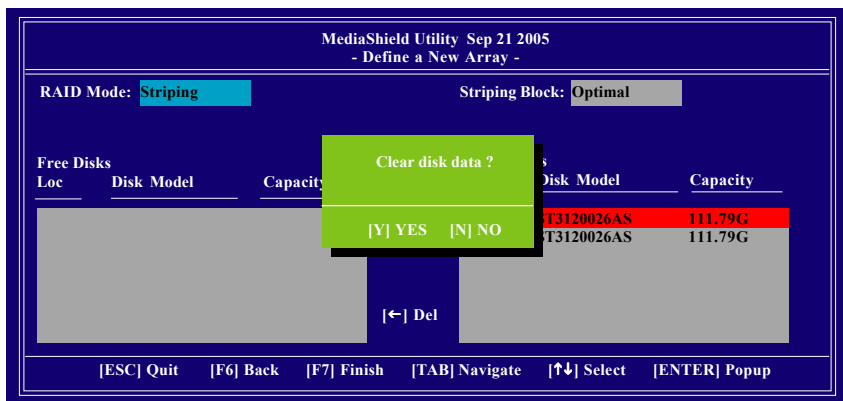 MediaShield Utility Sep 21 2005
- Define a New Array -
RAID Mode: Striping Striping Block: Optimal
Clear disk data ?
[Y] YES [N] NO
Free Disks
Loc Disk Model Capacity
Disk Model Capacity
ST3120026AS 111.79G
ST3120026AS 111.79G
[←] Del
[ESC] Quit [F6] Back [F7] Finish [TAB] Navigate [↑↓] Select [ENTER] Popup